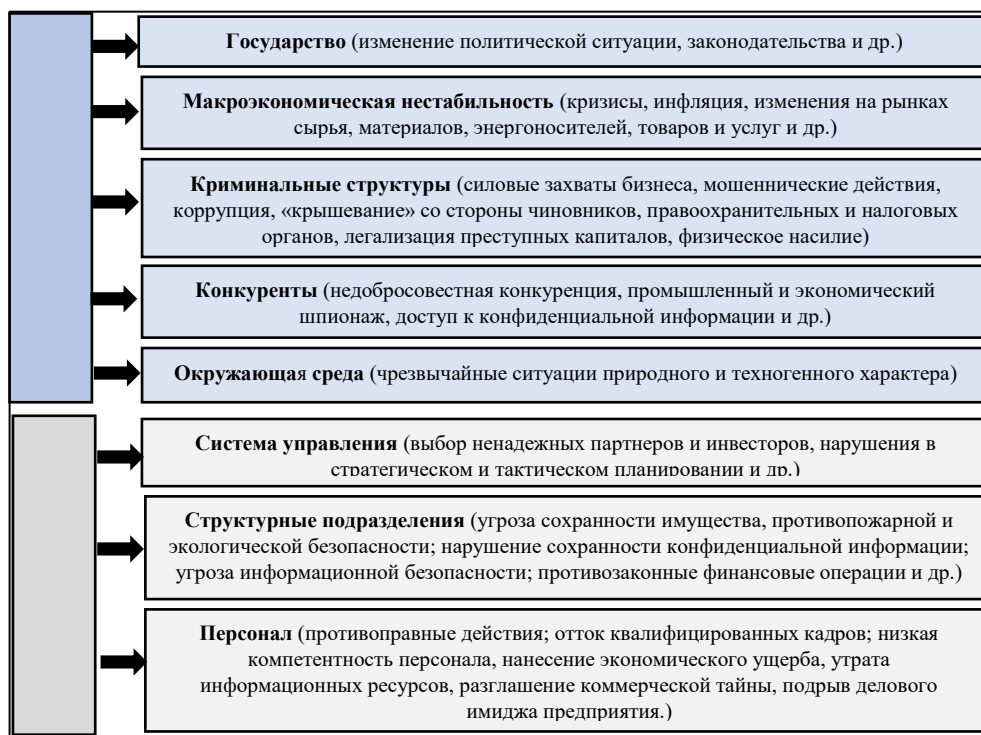 Государство (изменение политической ситуации, законодательства и др.)
Макроэкономическая нестабильность (кризисы, инфляция, изменения на рынках
сырья, материалов, энергоносителей, товаров и услуг и др.)
Криминальные структуры (силовые захваты бизнеса, мошеннические действия,
коррупция, «крышевание» со стороны чиновников, правоохранительных и налоговых
органов, легализация преступных капиталов, физическое насилие)
Конкуренты (недобросовестная конкуренция, промышленный и экономический
шпионаж, доступ к конфиденциальной информации и др.)
Окружающая среда (чрезвычайные ситуации природного и техногенного характера)
Система управления (выбор ненадежных партнеров и инвесторов, нарушения в
стратегическом и тактическом планировании и др.)
Структурные подразделения (угроза сохранности имущества, противопожарной и
экологической безопасности; нарушение сохранности конфиденциальной информации;
угроза информационной безопасности; противозаконные финансовые операции и др.)
Персонал (противоправные действия; отток квалифицированных кадров; низкая
компетентность персонала, нанесение экономического ущерба, утрата
информационных ресурсов, разглашение коммерческой тайны, подрыв делового
имиджа предприятия.)